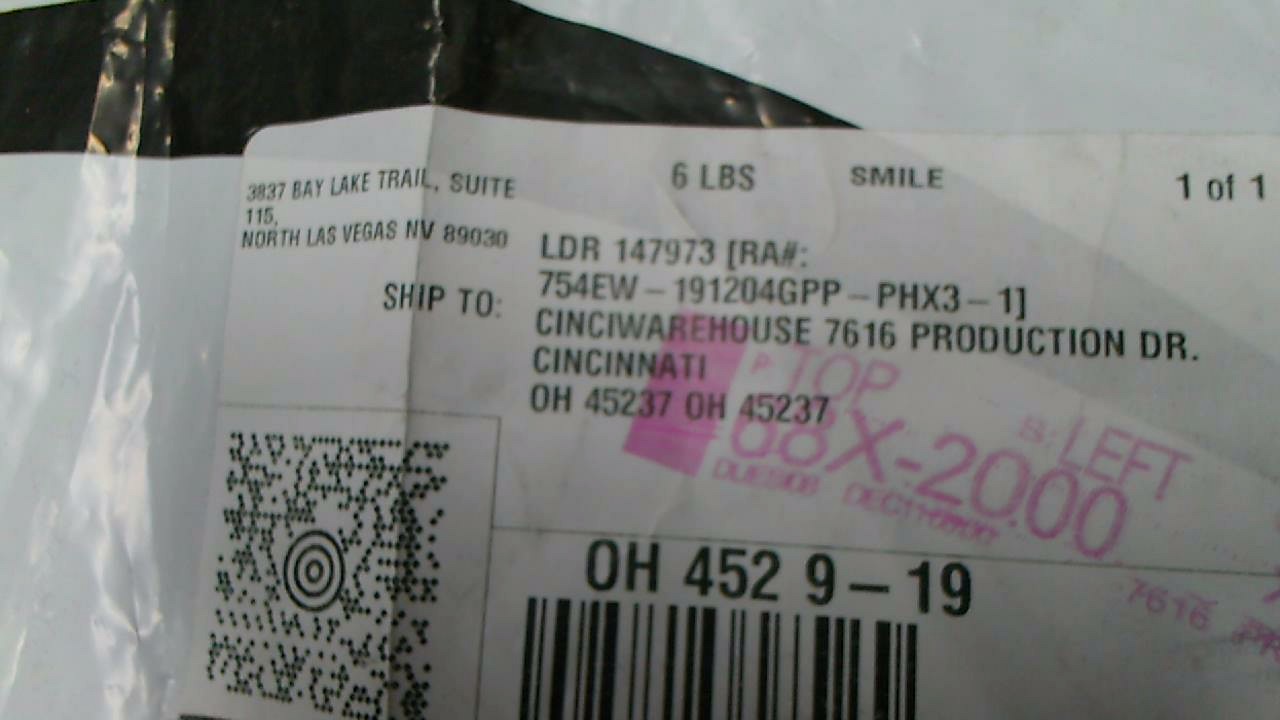 3837 BAY LAKE TRAIL, SUITE
115,
NORTH LAS VEGAS NV 89030
6 LBS
SMILE
1 of 1
SHIP TO:
LDR 147973 [RA#:
754EW-191204GPP-PHX3-1]
CINCIWAREHOUSE 7616 PRODUCTION DR.
CINCINNATI
OH 45237 OH 45237
P: TOP
S: LEFT
68X-2000
OH 452 9-19
7616